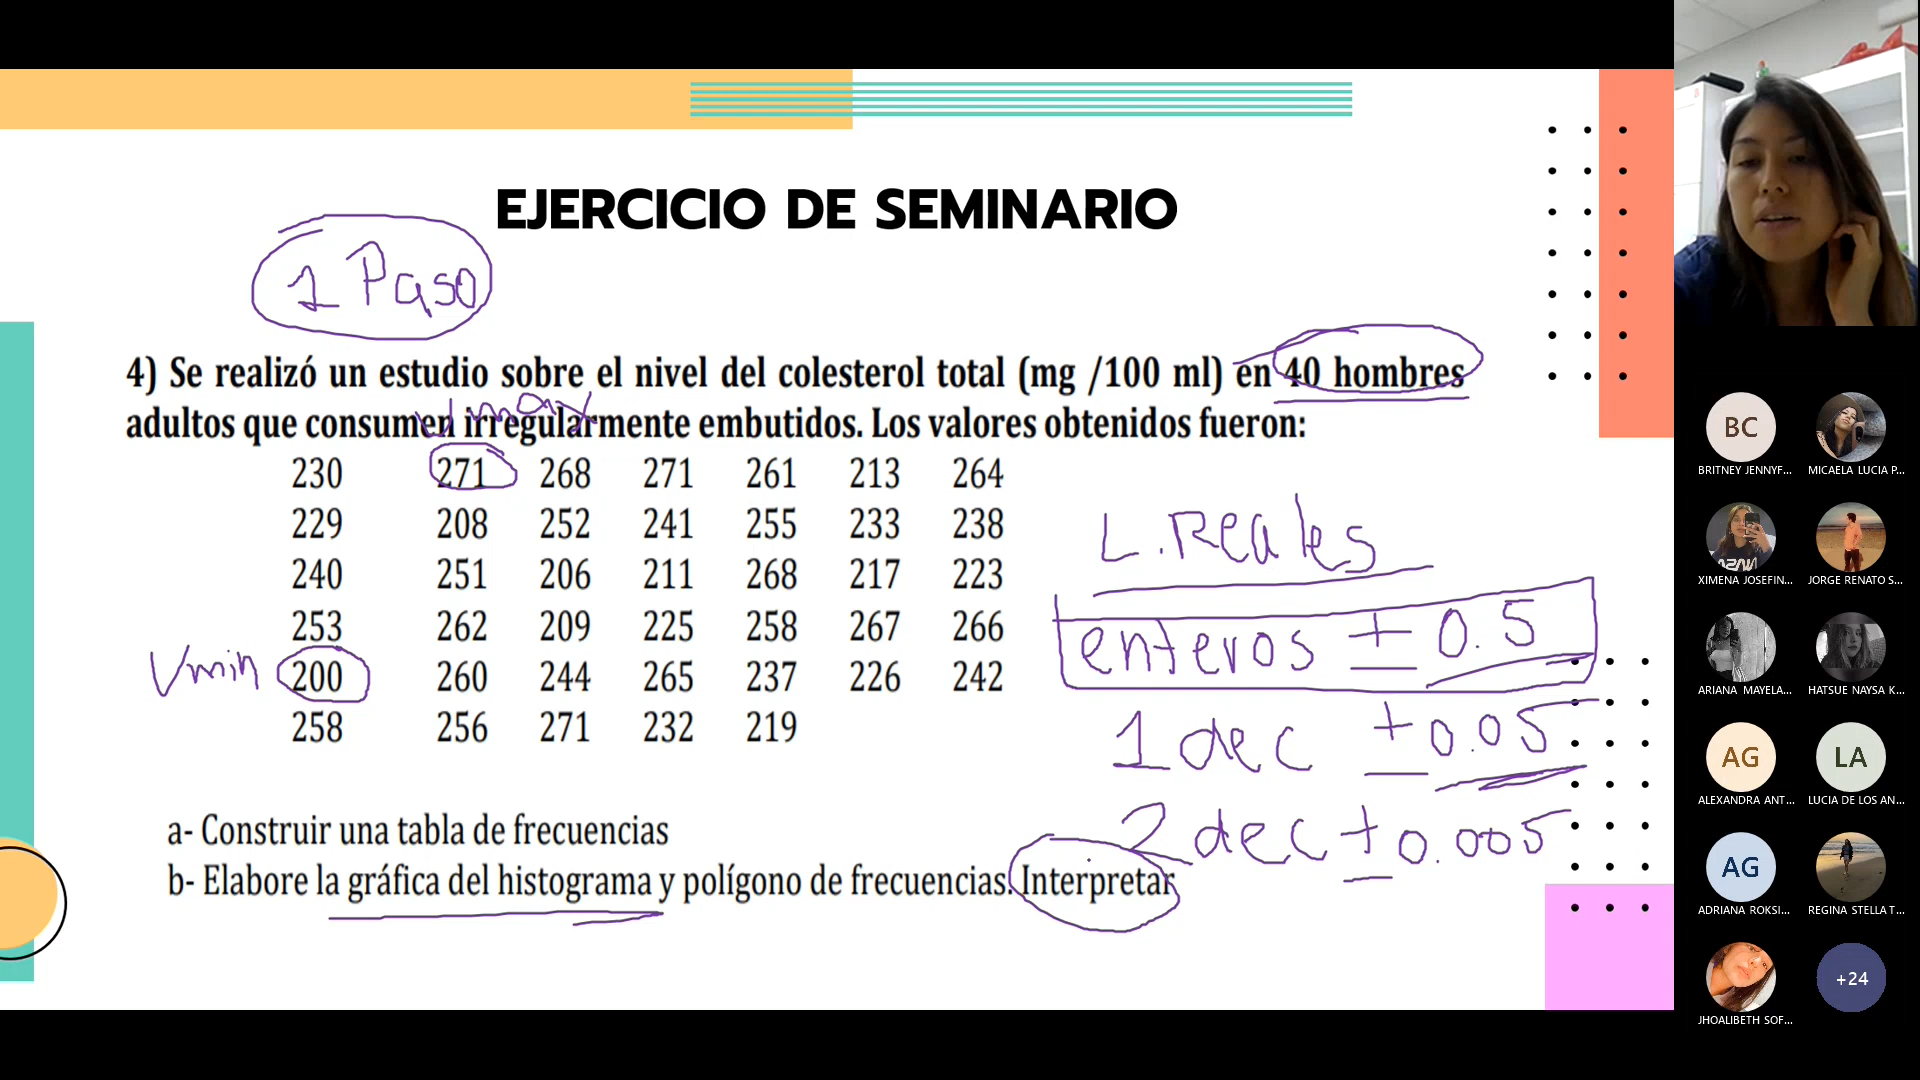 EJERCICIO DE SEMINARIO
1 Paso
4) Se realizó un estudio sobre el nivel del colesterol total (mg /100 ml) en 40 hombres
V max
adultos que consumen irregularmente embutidos. Los valores obtenidos fueron:
230 271 268 271 261 213 264
229 208 252 241 255 233 238
240 251 206 211 268 217 223
253 262 209 225 258 267 266
Vmin 200 260 244 265 237 226 242
258 256 271 232 219
L. Reales
enteros ± 0.5
1 dec ± 0.05
2 dec ± 0.005
a- Construir una tabla de frecuencias
b- Elabore la gráfica del histograma y polígono de frecuencias. Interpretar
BC
BRITNEY JENNYF...
MICAELA LUCIA P...
XIMENA JOSEFIN...
JORGE RENATO S...
ARIANA MAYELA...
HATSUE NAYSA K...
AG
LA
ALEXANDRA ANT...
LUCIA DE LOS AN...
AG
ADRIANA ROKSI...
REGINA STELLA T...
+24
JHOALIBETH SOF...